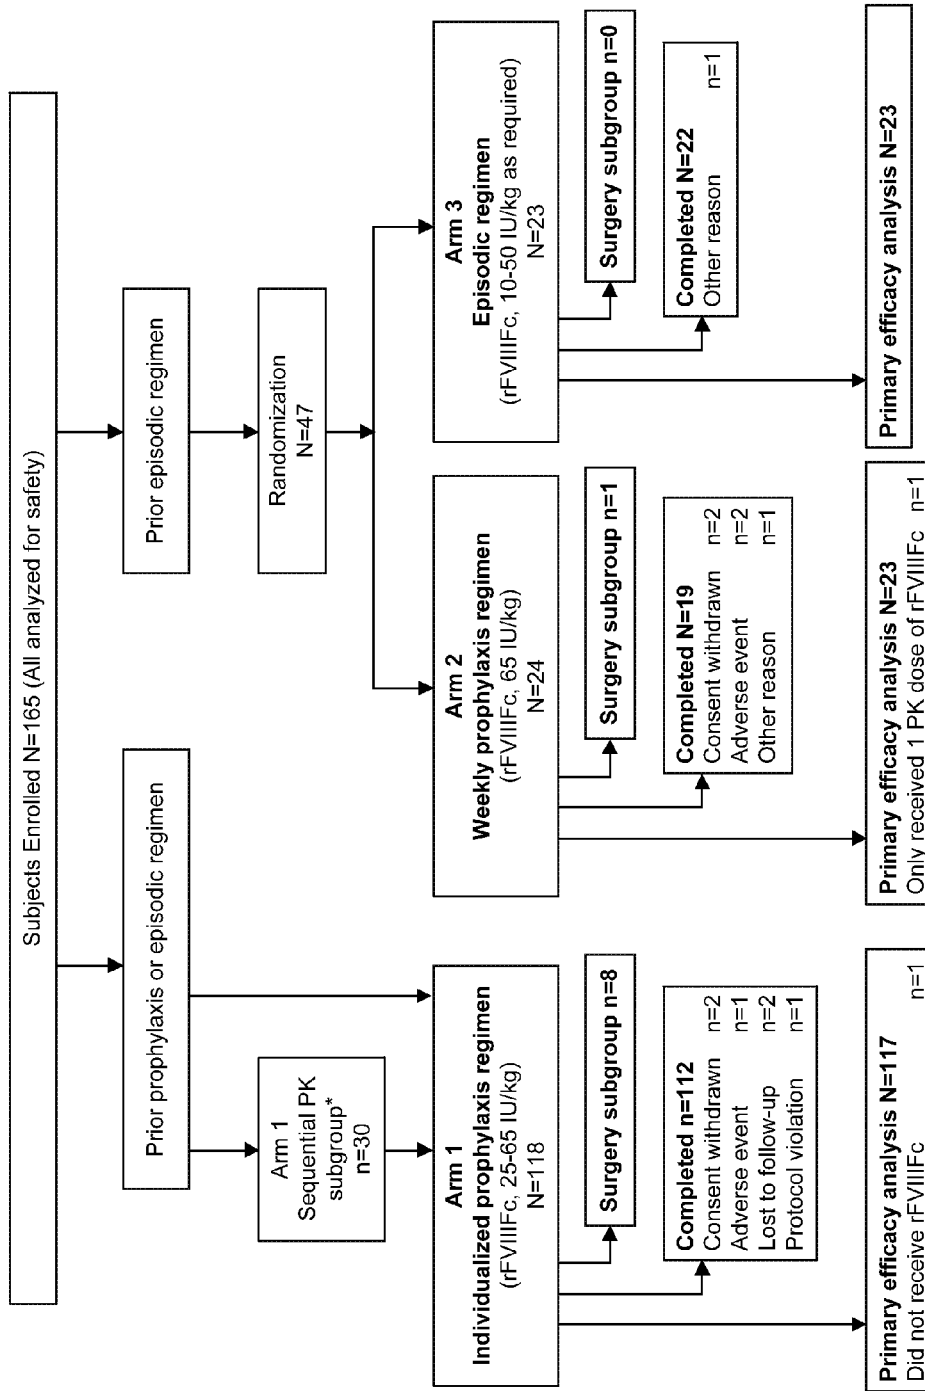 Subjects Enrolled N=165 (All analyzed for safety)
Prior prophylaxis or episodic regimen
Prior episodic regimen
Arm 1
Sequential PK
subgroup*
n=30
Randomization
N=47
Arm 1
Individualized prophylaxis regimen
(rFVIIIFc, 25-65 IU/kg)
N=118
Arm 2
Weekly prophylaxis regimen
(rFVIIIFc, 65 IU/kg)
N=24
Arm 3
Episodic regimen
(rFVIIIFc, 10-50 IU/kg as required)
N=23
Surgery subgroup n=8
Surgery subgroup n=1
Surgery subgroup n=0
Completed n=112
Consent withdrawn n=2
Adverse event n=1
Lost to follow-up n=2
Protocol violation n=1
Completed N=19
Consent withdrawn n=2
Adverse event n=2
Other reason n=1
Completed N=22
Other reason n=1
Primary efficacy analysis N=117
Did not receive rFVIIIFc n=1
Primary efficacy analysis N=23
Only received 1 PK dose of rFVIIIFc n=1
Primary efficacy analysis N=23